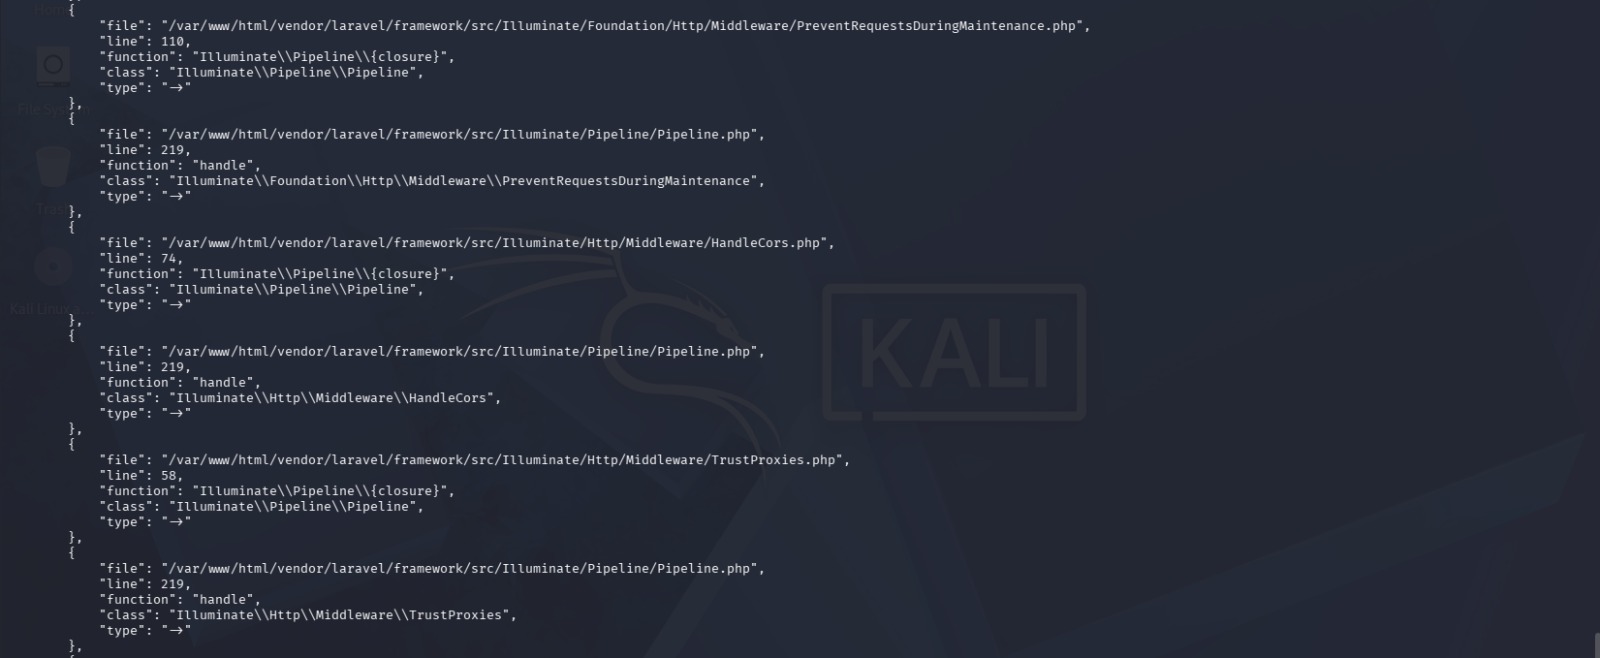 Home
{
"file": "/var/www/html/vendor/laravel/framework/src/Illuminate/Foundation/Http/Middleware/PreventRequestsDuringMaintenance.php",
"line": 110,
"function": "Illuminate\\Pipeline\\{closure}",
"class": "Illuminate\\Pipeline\\Pipeline",
"type": "->"
},
{
"file": "/var/www/html/vendor/laravel/framework/src/Illuminate/Pipeline/Pipeline.php",
"line": 219,
"function": "handle",
"class": "Illuminate\\Foundation\\Http\\Middleware\\PreventRequestsDuringMaintenance",
"type": "->"
},
{
"file": "/var/www/html/vendor/laravel/framework/src/Illuminate/Http/Middleware/HandleCors.php",
"line": 74,
"function": "Illuminate\\Pipeline\\{closure}",
"class": "Illuminate\\Pipeline\\Pipeline",
"type": "->"
},
{
"file": "/var/www/html/vendor/laravel/framework/src/Illuminate/Pipeline/Pipeline.php",
"line": 219,
"function": "handle",
"class": "Illuminate\\Http\\Middleware\\HandleCors",
"type": "->"
},
{
"file": "/var/www/html/vendor/laravel/framework/src/Illuminate/Http/Middleware/TrustProxies.php",
"line": 58,
"function": "Illuminate\\Pipeline\\{closure}",
"class": "Illuminate\\Pipeline\\Pipeline",
"type": "->"
},
{
"file": "/var/www/html/vendor/laravel/framework/src/Illuminate/Pipeline/Pipeline.php",
"line": 219,
"function": "handle",
"class": "Illuminate\\Http\\Middleware\\TrustProxies",
"type": "->"
},
Kali Linux
KALI